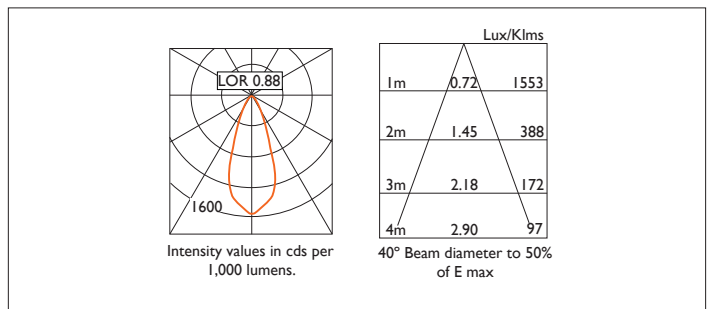 LOR 0.88
1600
Intensity values in cds per
1,000 lumens.
Lux/Klms
1m 0.72 1553
2m 1.45 388
3m 2.18 172
4m 2.90 97
40º Beam diameter to 50%
of E max